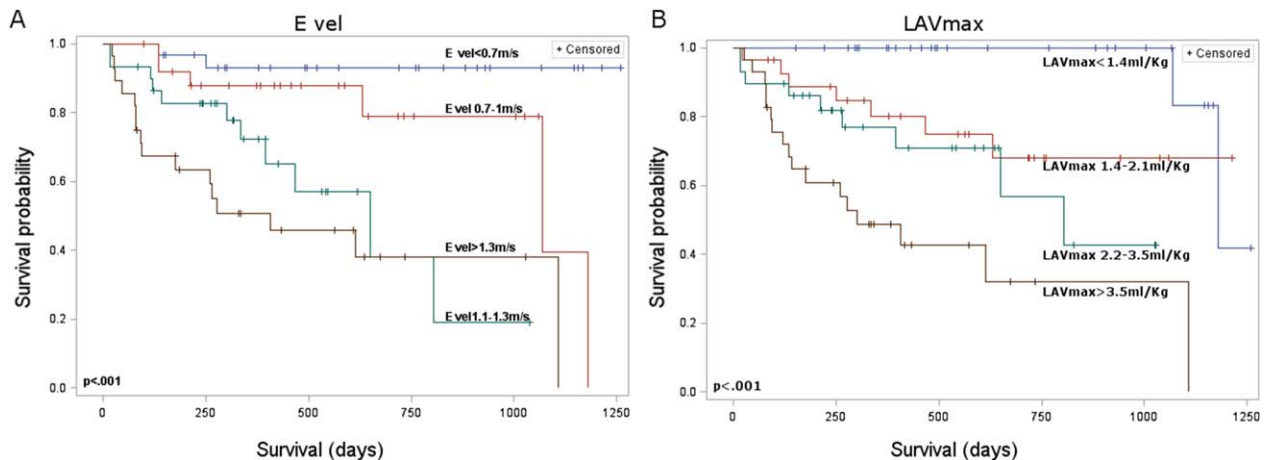 A
E vel
Survival probability
1.0
0.8
0.6
0.4
0.2
0.0
+ Censored
E vel<0.7m/s
E vel 0.7-1m/s
E vel>1.3m/s
E vel1.1-1.3m/s
p<.001
0 250 500 750 1000 1250
Survival (days)
B
LAVmax
Survival probability
1.0
0.8
0.6
0.4
0.2
0.0
+ Censored
LAVmax<1.4ml/Kg
LAVmax 1.4-2.1ml/Kg
LAVmax 2.2-3.5ml/Kg
LAVmax>3.5ml/Kg
p<.001
0 250 500 750 1000 1250
Survival (days)